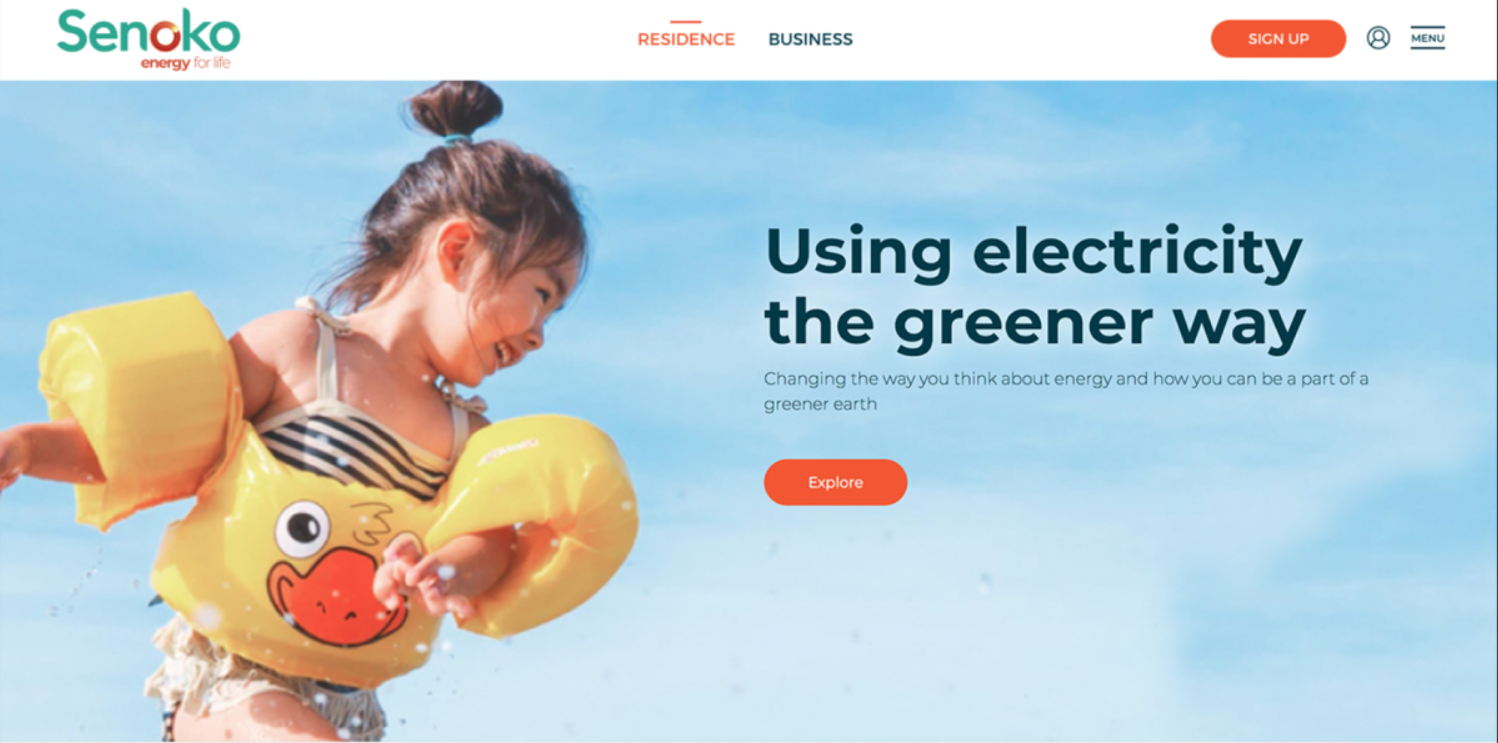 Senoko
energy for life
RESIDENCE
BUSINESS
SIGN UP
MENU
Using electricity
the greener way
Changing the way you think about energy and how you can be a part of a
greener earth
Explore